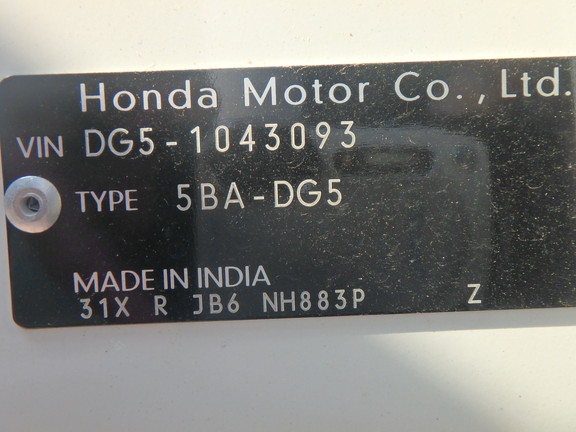 Honda Motor Co., Ltd.
VIN DG5-1043093
TYPE 5BA-DG5
MADE IN INDIA
31X R JB6 NH883P Z